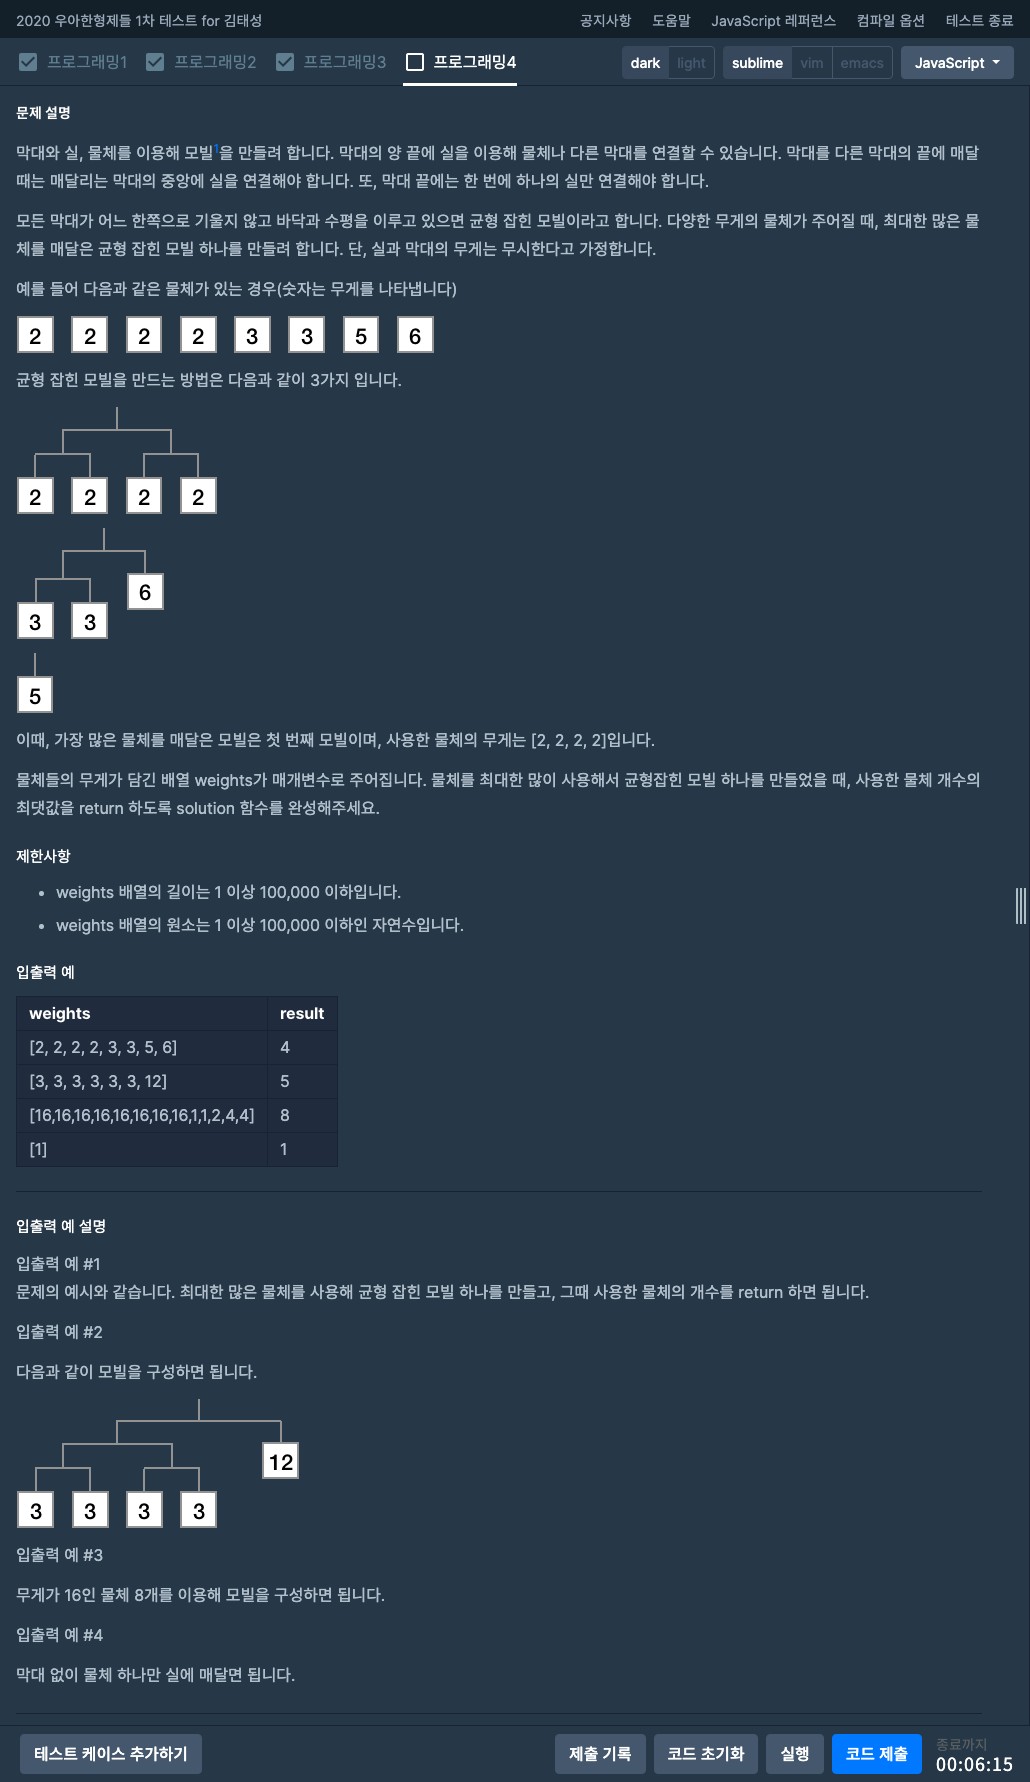 2020 우아한형제들 1차 테스트 for 김태성
공지사항 도움말 JavaScript 레퍼런스 컴파일 옵션 테스트 종료
프로그래밍1 프로그래밍2 프로그래밍3 프로그래밍4
dark light sublime vim emacs JavaScript
문제 설명
막대와 실, 물체를 이용해 모빌1을 만들려 합니다. 막대의 양 끝에 실을 이용해 물체나 다른 막대를 연결할 수 있습니다. 막대를 다른 막대의 끝에 매달
때는 매달리는 막대의 중앙에 실을 연결해야 합니다. 또, 막대 끝에는 한 번에 하나의 실만 연결해야 합니다.
모든 막대가 어느 한쪽으로 기울지 않고 바닥과 수평을 이루고 있으면 균형 잡힌 모빌이라고 합니다. 다양한 무게의 물체가 주어질 때, 최대한 많은 물
체를 매달은 균형 잡힌 모빌 하나를 만들려 합니다. 단, 실과 막대의 무게는 무시한다고 가정합니다.
예를 들어 다음과 같은 물체가 있는 경우(숫자는 무게를 나타냅니다)
2 2 2 2 3 3 5 6
균형 잡힌 모빌을 만드는 방법은 다음과 같이 3가지 입니다.
2 2 2 2
6
3 3
5
이때, 가장 많은 물체를 매달은 모빌은 첫 번째 모빌이며, 사용한 물체의 무게는 [2, 2, 2, 2]입니다.
물체들의 무게가 담긴 배열 weights가 매개변수로 주어집니다. 물체를 최대한 많이 사용해서 균형잡힌 모빌 하나를 만들었을 때, 사용한 물체 개수의
최댓값을 return 하도록 solution 함수를 완성해주세요.
제한사항
• weights 배열의 길이는 1 이상 100,000 이하입니다.
• weights 배열의 원소는 1 이상 100,000 이하인 자연수입니다.
입출력 예
weights result
[2, 2, 2, 2, 3, 3, 5, 6] 4
[3, 3, 3, 3, 3, 3, 12] 5
[16,16,16,16,16,16,16,16,1,1,2,4,4] 8
[1] 1
입출력 예 설명
입출력 예 #1
문제의 예시와 같습니다. 최대한 많은 물체를 사용해 균형 잡힌 모빌 하나를 만들고, 그때 사용한 물체의 개수를 return 하면 됩니다.
입출력 예 #2
다음과 같이 모빌을 구성하면 됩니다.
12
3 3 3 3
입출력 예 #3
무게가 16인 물체 8개를 이용해 모빌을 구성하면 됩니다.
입출력 예 #4
막대 없이 물체 하나만 실에 매달면 됩니다.
테스트 케이스 추가하기 제출 기록 코드 초기화 실행 코드 제출 종료까지
00:06:15